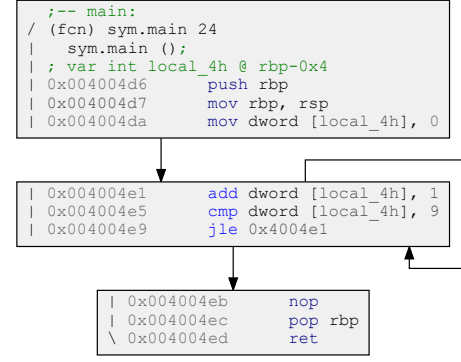 ;-- main:
/ (fcn) sym.main 24
| sym.main ();
| ; var int local_4h @ rbp-0x4
| 0x004004d6 push rbp
| 0x004004d7 mov rbp, rsp
| 0x004004da mov dword [local_4h], 0
| 0x004004e1 add dword [local_4h], 1
| 0x004004e5 cmp dword [local_4h], 9
| 0x004004e9 jle 0x4004e1
| 0x004004eb nop
| 0x004004ec pop rbp
\ 0x004004ed ret